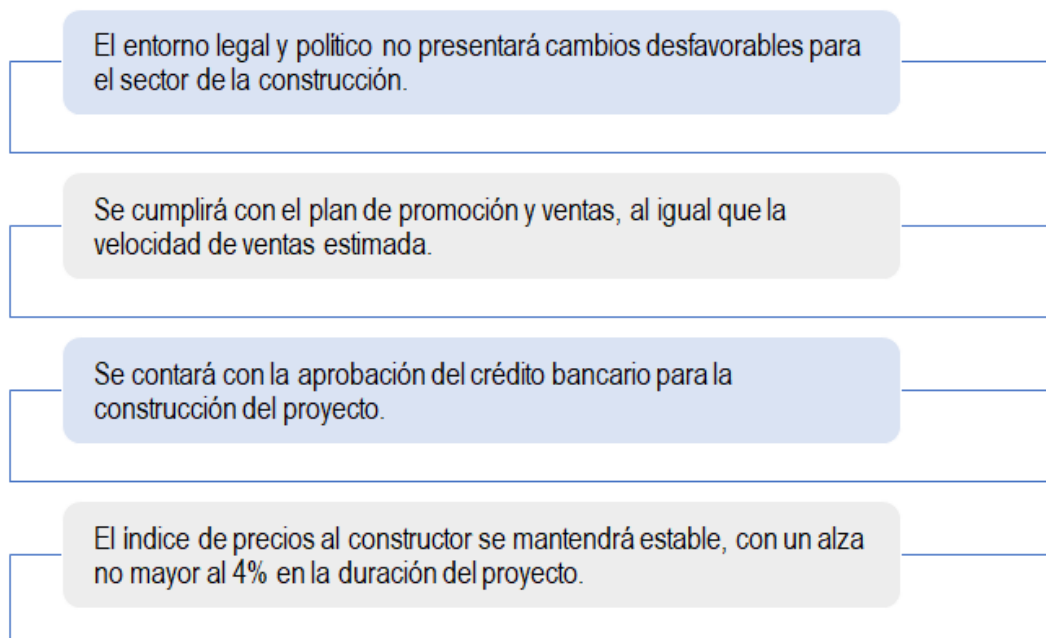 El entorno legal y político no presentará cambios desfavorables para
el sector de la construcción.
Se cumplirá con el plan de promoción y ventas, al igual que la
velocidad de ventas estimada.
Se contará con la aprobación del crédito bancario para la
construcción del proyecto.
El índice de precios al constructor se mantendrá estable, con un alza
no mayor al 4% en la duración del proyecto.